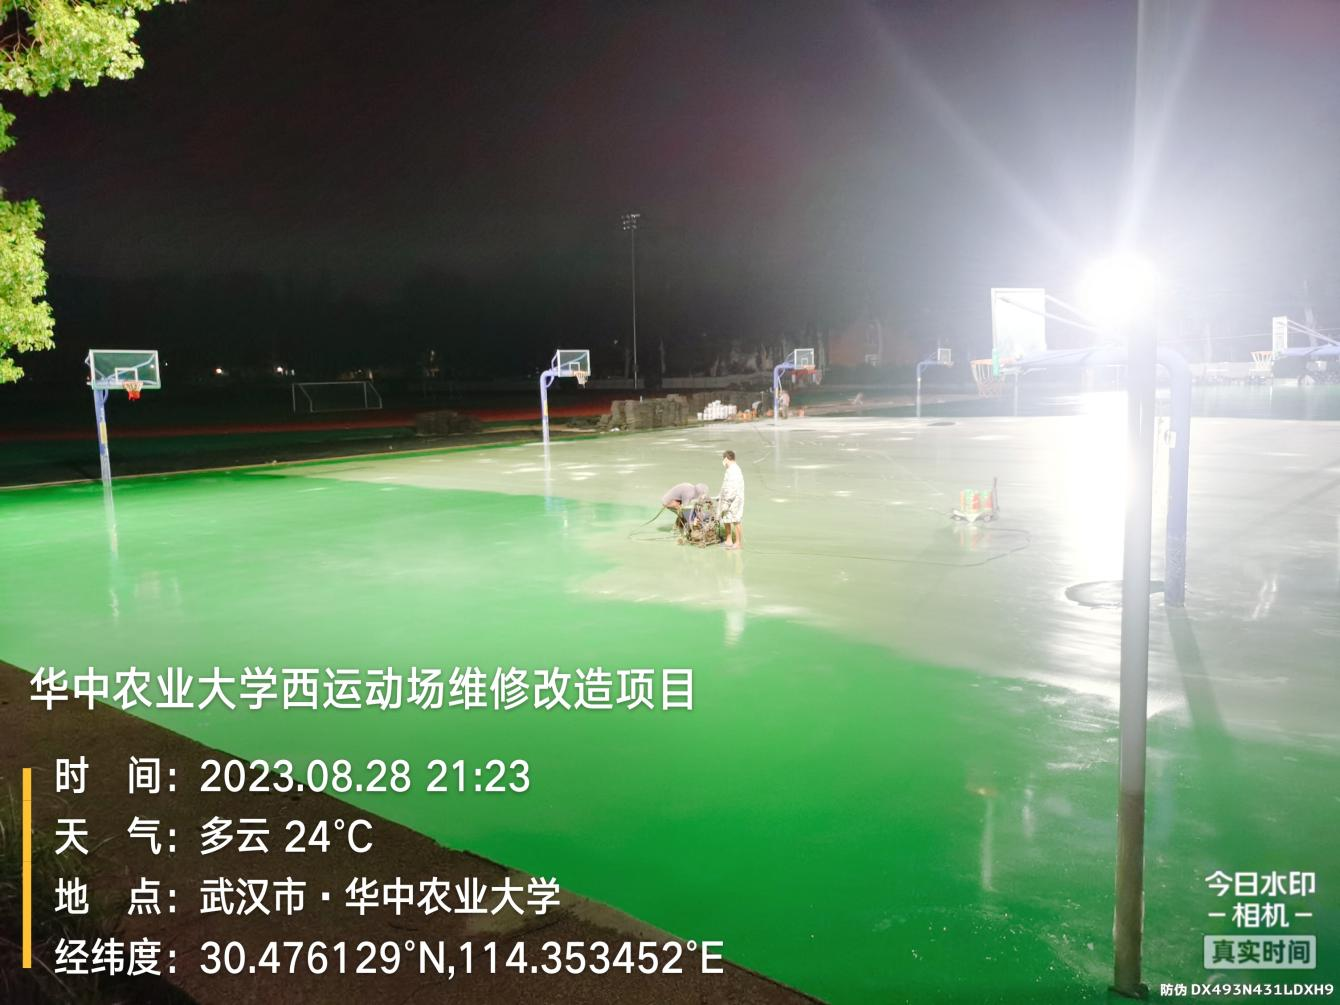 华中农业大学西运动场维修改造项目
时 间：2023.08.28 21:23
天 气：多云 24°C
地 点：武汉市·华中农业大学
经纬度：30.476129°N,114.353452°E
今日水印
相机
真实时间
防伪 DX493N431LDXH9